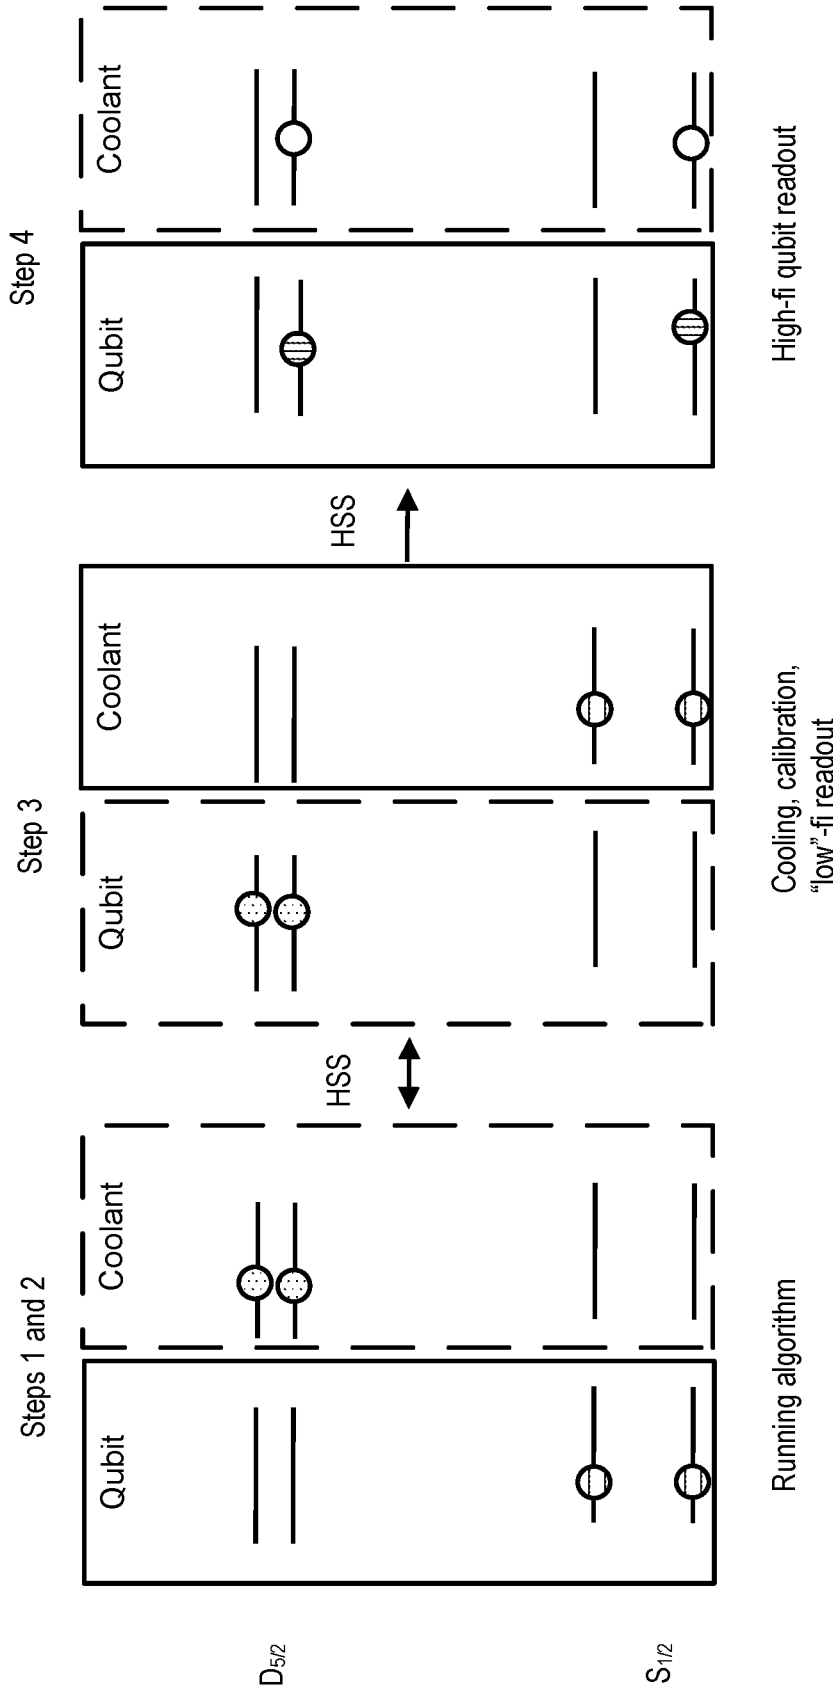 Steps 1 and 2
Step 3
Step 4
Qubit
Coolant
HSS
Qubit
Coolant
HSS
Qubit
Coolant
D5/2
S1/2
Running algorithm
Cooling, calibration,
“low”-fi readout
High-fi qubit readout